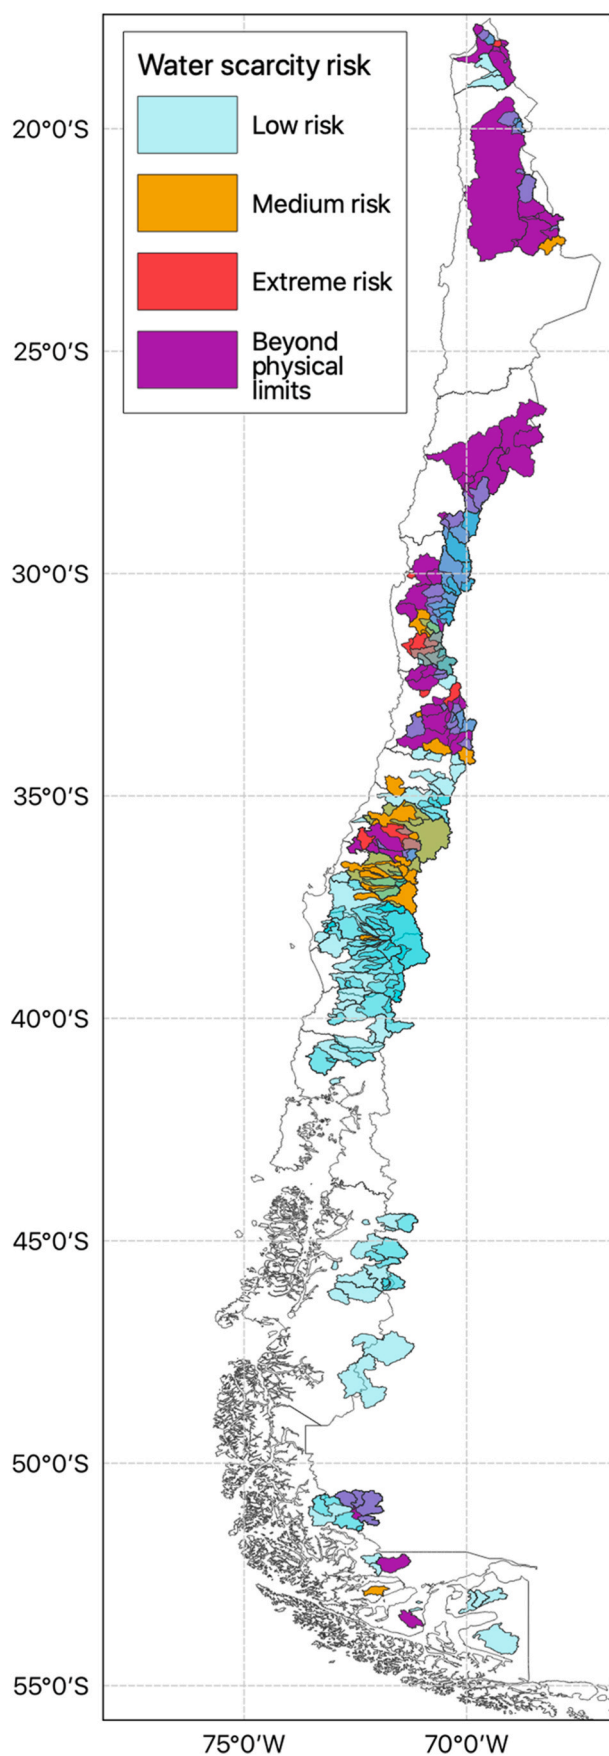 Water scarcity risk
Low risk
Medium risk
Extreme risk
Beyond
physical
limits
20°0′S
25°0′S
30°0′S
35°0′S
40°0′S
45°0′S
50°0′S
55°0′S
75°0′W
70°0′W